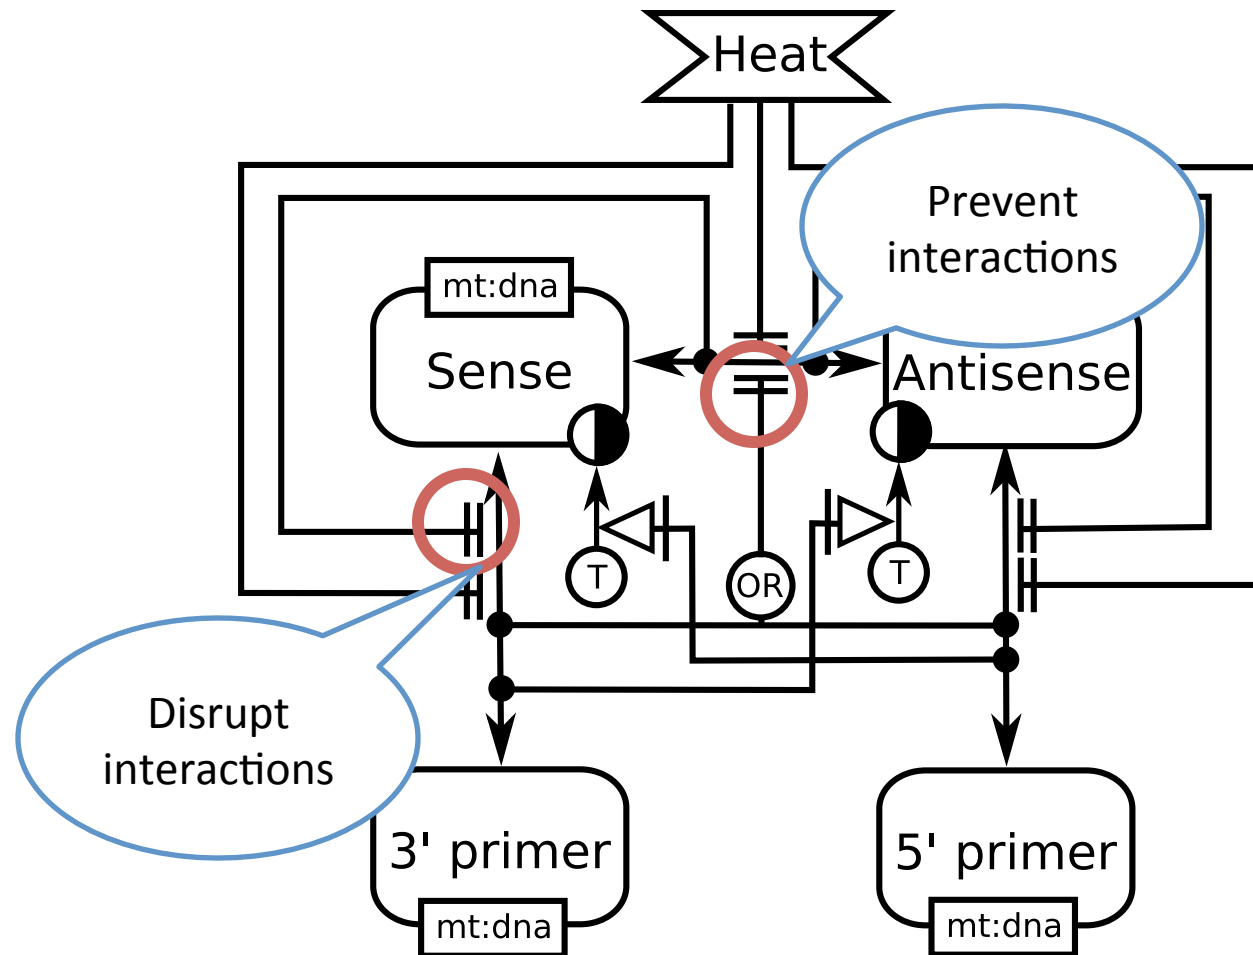 Heat
Prevent
interactions
mt:dna
Sense
Antisense
T
OR
T
Disrupt
interactions
3' primer
5' primer
mt:dna
mt:dna